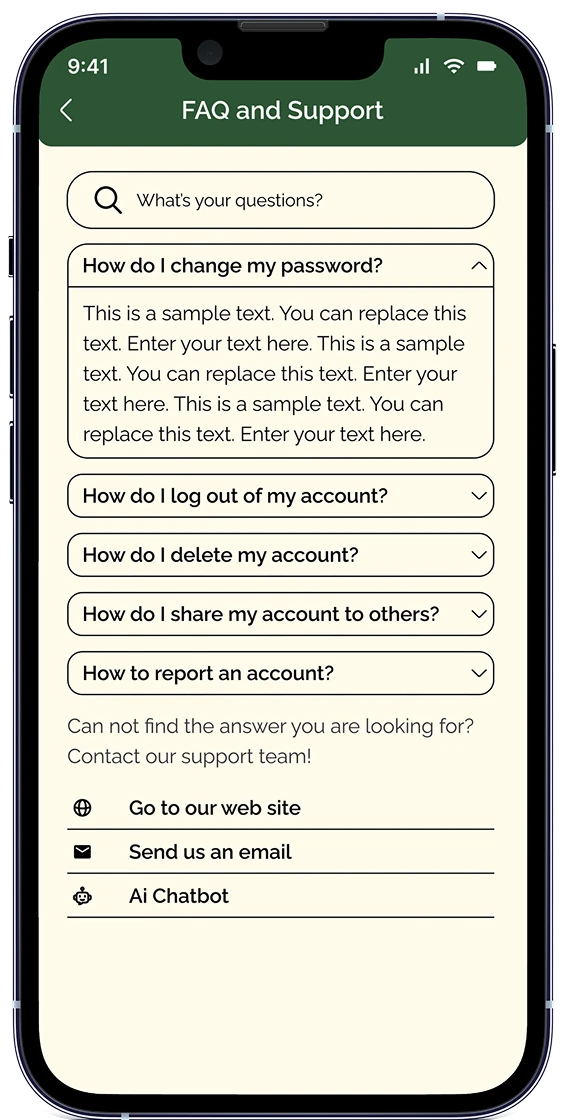 9:41
FAQ and Support
What's your questions?
How do I change my password?
This is a sample text. You can replace this
text. Enter your text here. This is a sample
text. You can replace this text. Enter your
text here. This is a sample text. You can
replace this text. Enter your text here.
How do I log out of my account?
How do I delete my account?
How do I share my account to others?
How to report an account?
Can not find the answer you are looking for?
Contact our support team!
Go to our web site
Send us an email
Ai Chatbot